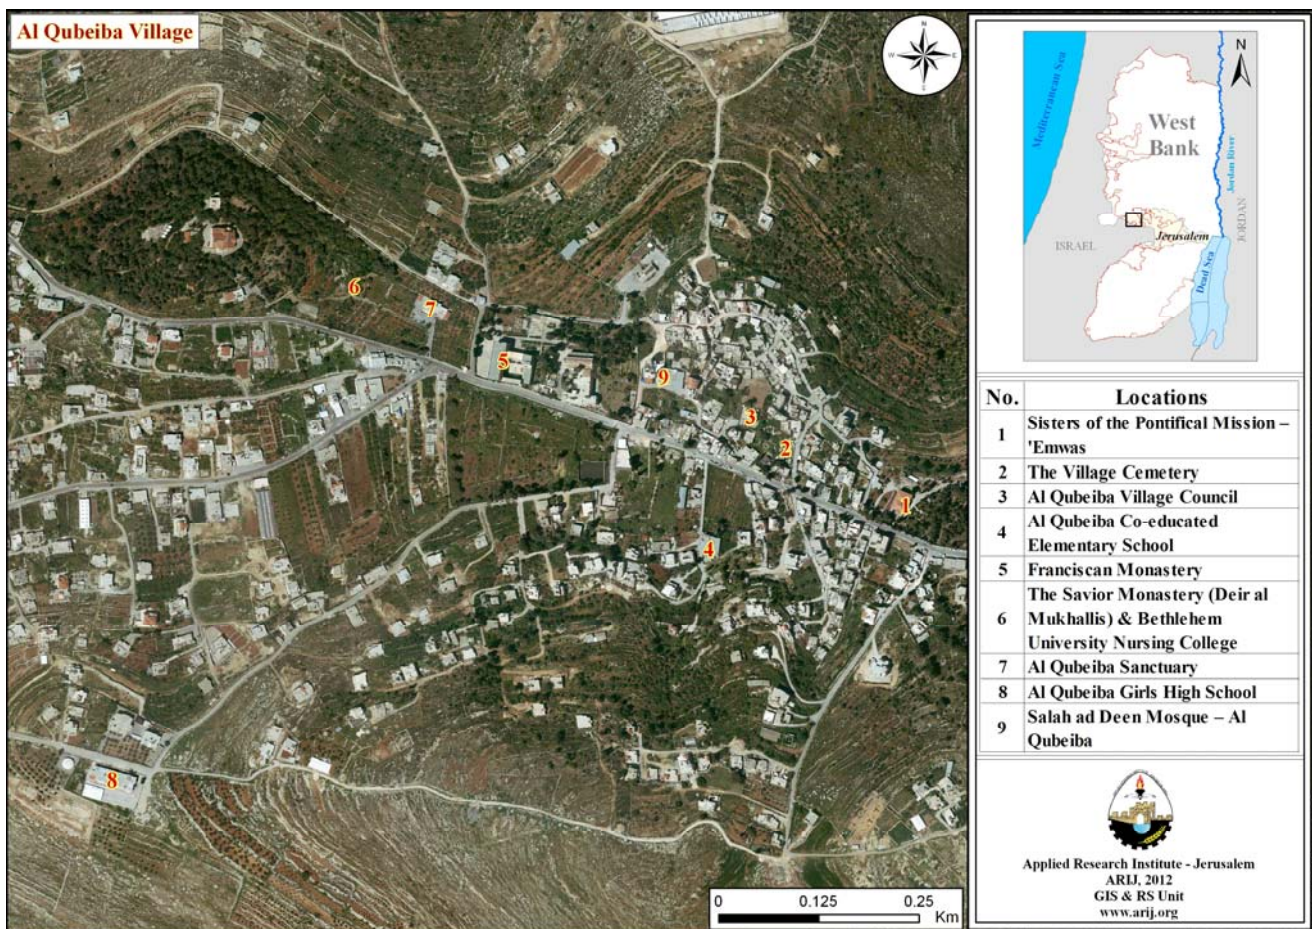 Al Qubeiba Village
N
W
E
S
6
7
5
9
3
2
1
4
8
0
0.125
0.25
Km
N
Mediterranean Sea
West
Bank
Jordan River
JORDAN
ISRAEL
Jerusalem
Dead Sea
No.
Locations
1
Sisters of the Pontifical Mission –
'Emwas
2
The Village Cemetery
3
Al Qubeiba Village Council
4
Al Qubeiba Co-educated
Elementary School
5
Franciscan Monastery
6
The Savior Monastery (Deir al
Mukhallis) & Bethlehem
University Nursing College
7
Al Qubeiba Sanctuary
8
Al Qubeiba Girls High School
9
Salah ad Deen Mosque – Al
Qubeiba
Applied Research Institute - Jerusalem
ARIJ, 2012
GIS & RS Unit
www.arij.org